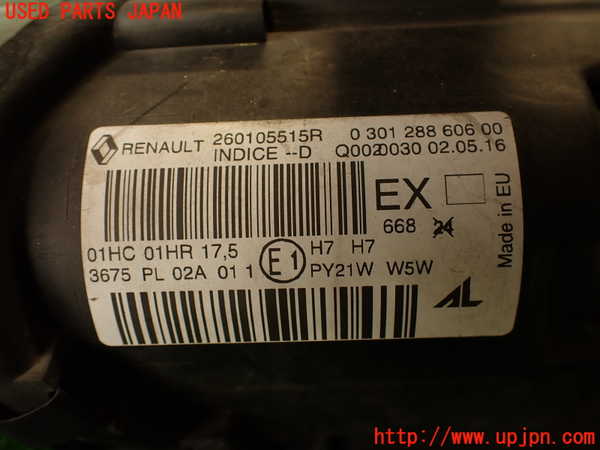 USED PARTS JAPAN
RENAULT 260105515R 0 301 288 606 00
INDICE --D Q0020030 02.05.16
EX
668 24
Made in EU
01HC 01HR 17,5 H7 H7
3675 PL 02A 01 1 E1 PY21W W5W
AL
UPJ http://www.upjpn.com/